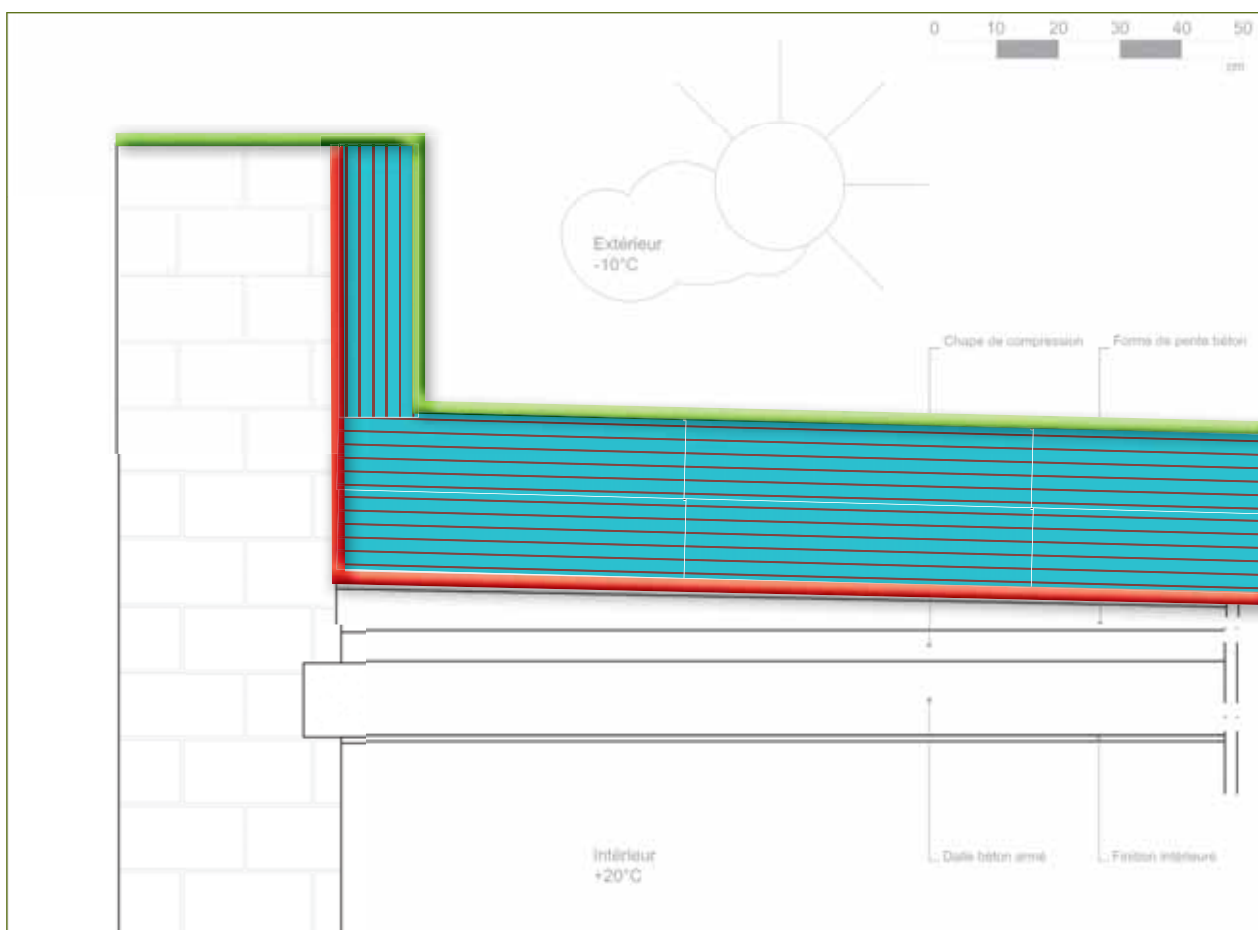 0 10 20 30 40 50
cm
Extérieur
-10°C
Chape de compression
Forme de pente béton
Intérieur
+20°C
Dalle béton armé
Finition intérieure